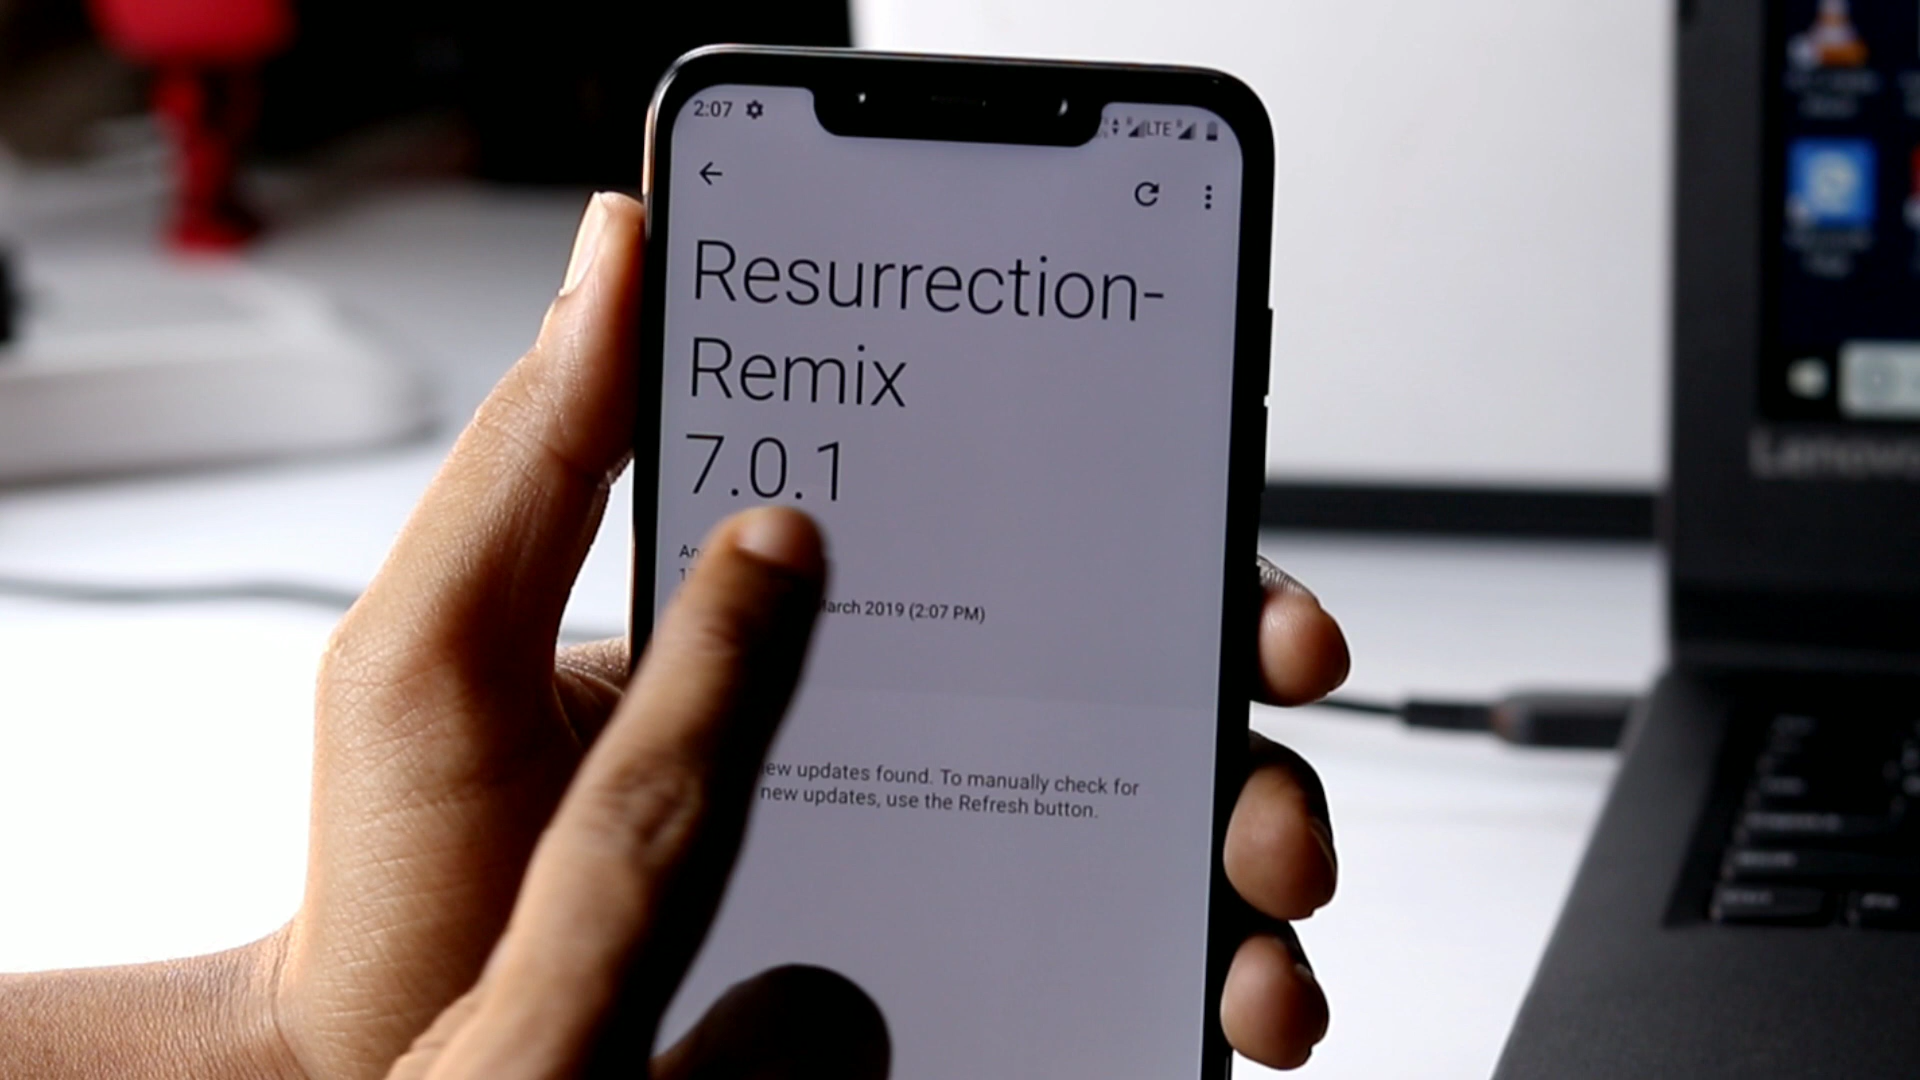 2:07
LTE
Resurrection-
Remix
7.0.1
March 2019 (2:07 PM)
updates found. To manually check for
new updates, use the Refresh button.
Lenovo